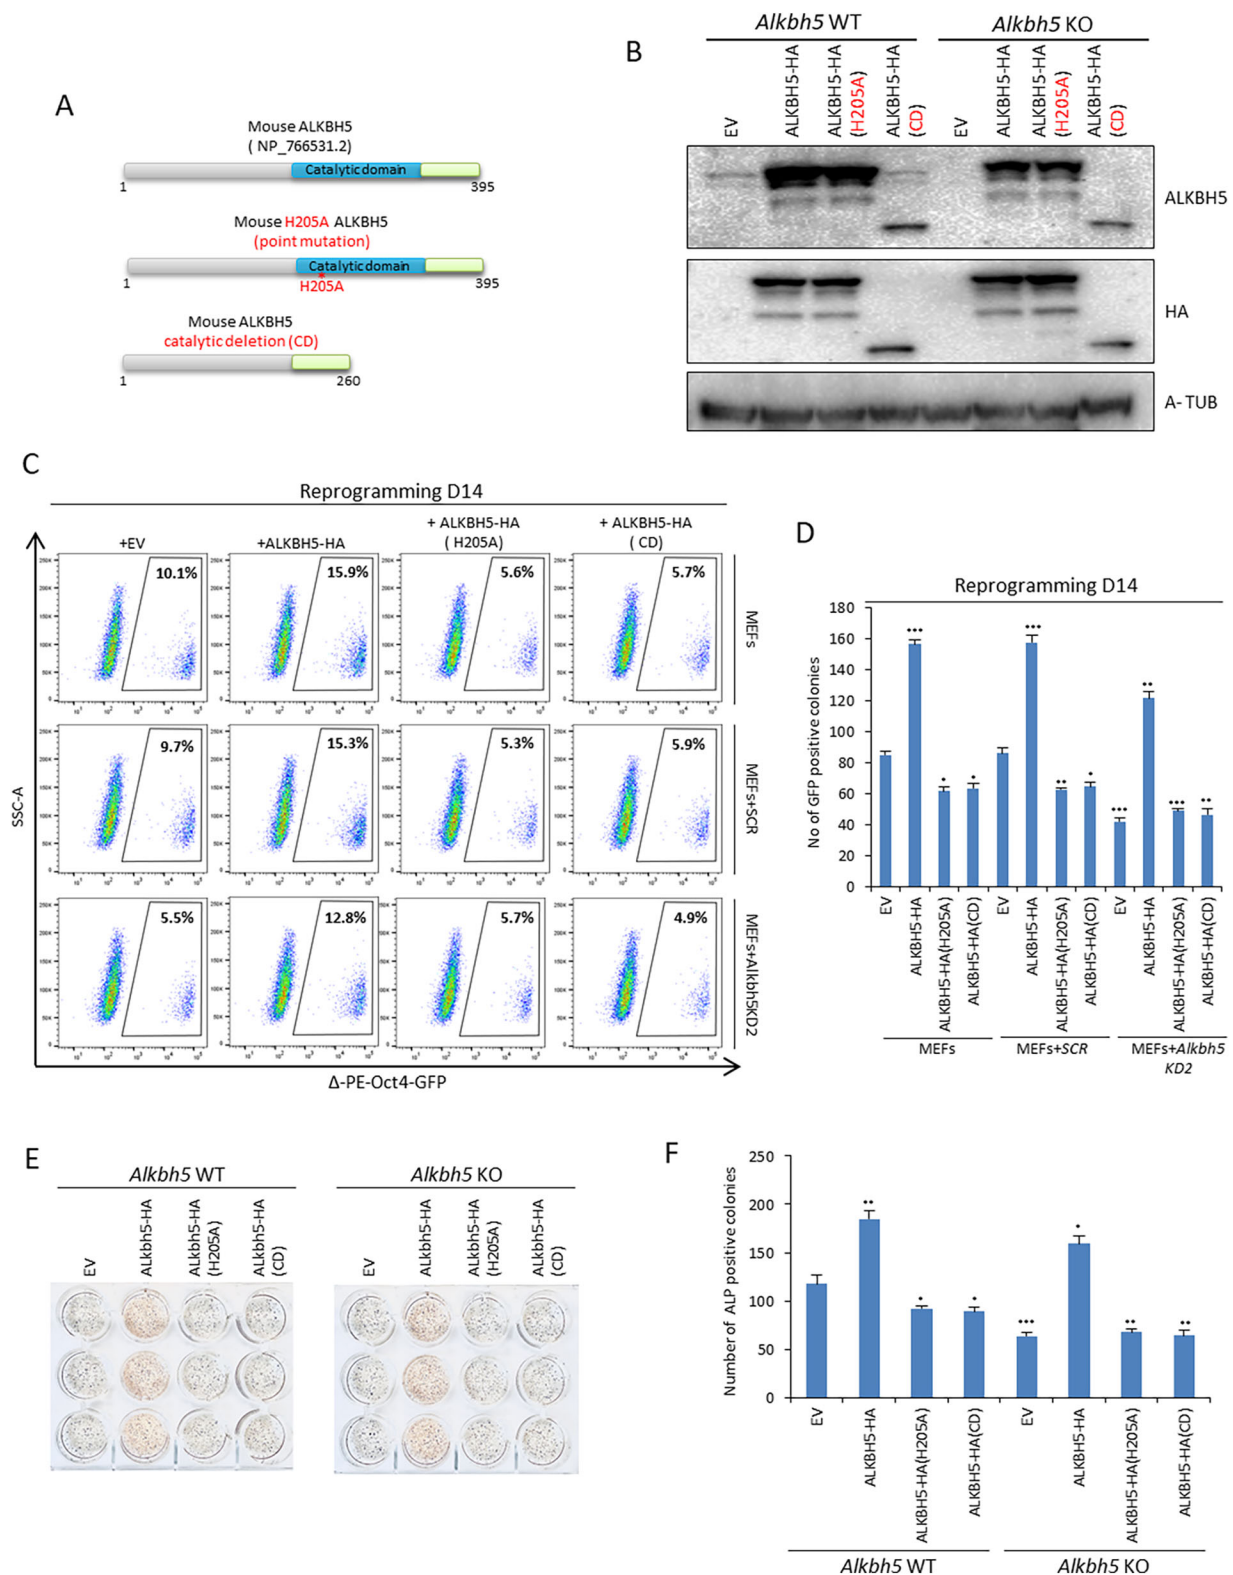 A
Mouse ALKBH5
( NP_766531.2)
Catalytic domain
1
395
Mouse H205A ALKBH5
(point mutation)
Catalytic domain
*
1
H205A
395
Mouse ALKBH5
catalytic deletion (CD)
1
260
B
Alkbh5 WT
Alkbh5 KO
EV
ALKBH5-HA
ALKBH5-HA
(H205A)
ALKBH5-HA
(CD)
EV
ALKBH5-HA
ALKBH5-HA
(H205A)
ALKBH5-HA
(CD)
ALKBH5
HA
A- TUB
C
Reprogramming D14
+EV
+ALKBH5-HA
+ ALKBH5-HA
( H205A)
+ ALKBH5-HA
( CD)
10.1%
15.9%
5.6%
5.7%
MEFs
9.7%
15.3%
5.3%
5.9%
MEFs+SCR
5.5%
12.8%
5.7%
4.9%
MEFs+Alkbh5KD2
SSC-A
Δ-PE-Oct4-GFP
D
Reprogramming D14
No of GFP positive colonies
180
160
140
120
100
80
60
40
20
0
EV
ALKBH5-HA
ALKBH5-HA(H205A)
ALKBH5-HA(CD)
EV
ALKBH5-HA
ALKBH5-HA(H205A)
ALKBH5-HA(CD)
EV
ALKBH5-HA
ALKBH5-HA(H205A)
ALKBH5-HA(CD)
MEFs
MEFs+SCR
MEFs+Alkbh5
KD2
E
Alkbh5 WT
Alkbh5 KO
EV
ALkbh5-HA
ALkbh5-HA
(H205A)
ALkbh5-HA
(CD)
EV
ALkbh5-HA
ALkbh5-HA
(H205A)
ALkbh5-HA
(CD)
F
Number of ALP positive colonies
250
200
150
100
50
0
EV
ALKBH5-HA
ALKBH5-HA(H205A)
ALKBH5-HA(CD)
EV
ALKBH5-HA
ALKBH5-HA(H205A)
ALKBH5-HA(CD)
Alkbh5 WT
Alkbh5 KO